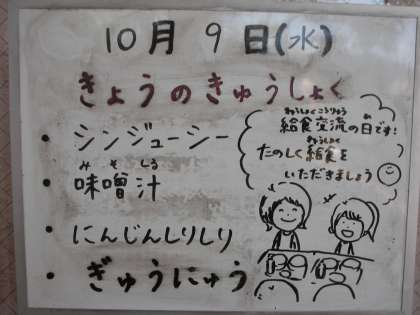 10月 9日(水)
きょうのきゅうしょく
・シンジューシー
み そ しる
・味噌汁
・にんじんしりしり
・ぎゅうにゅう
きゅうしょくこうりゅう ひ
給食交流の日です!
きゅうしょく
たのしく給食を
いただきましょう